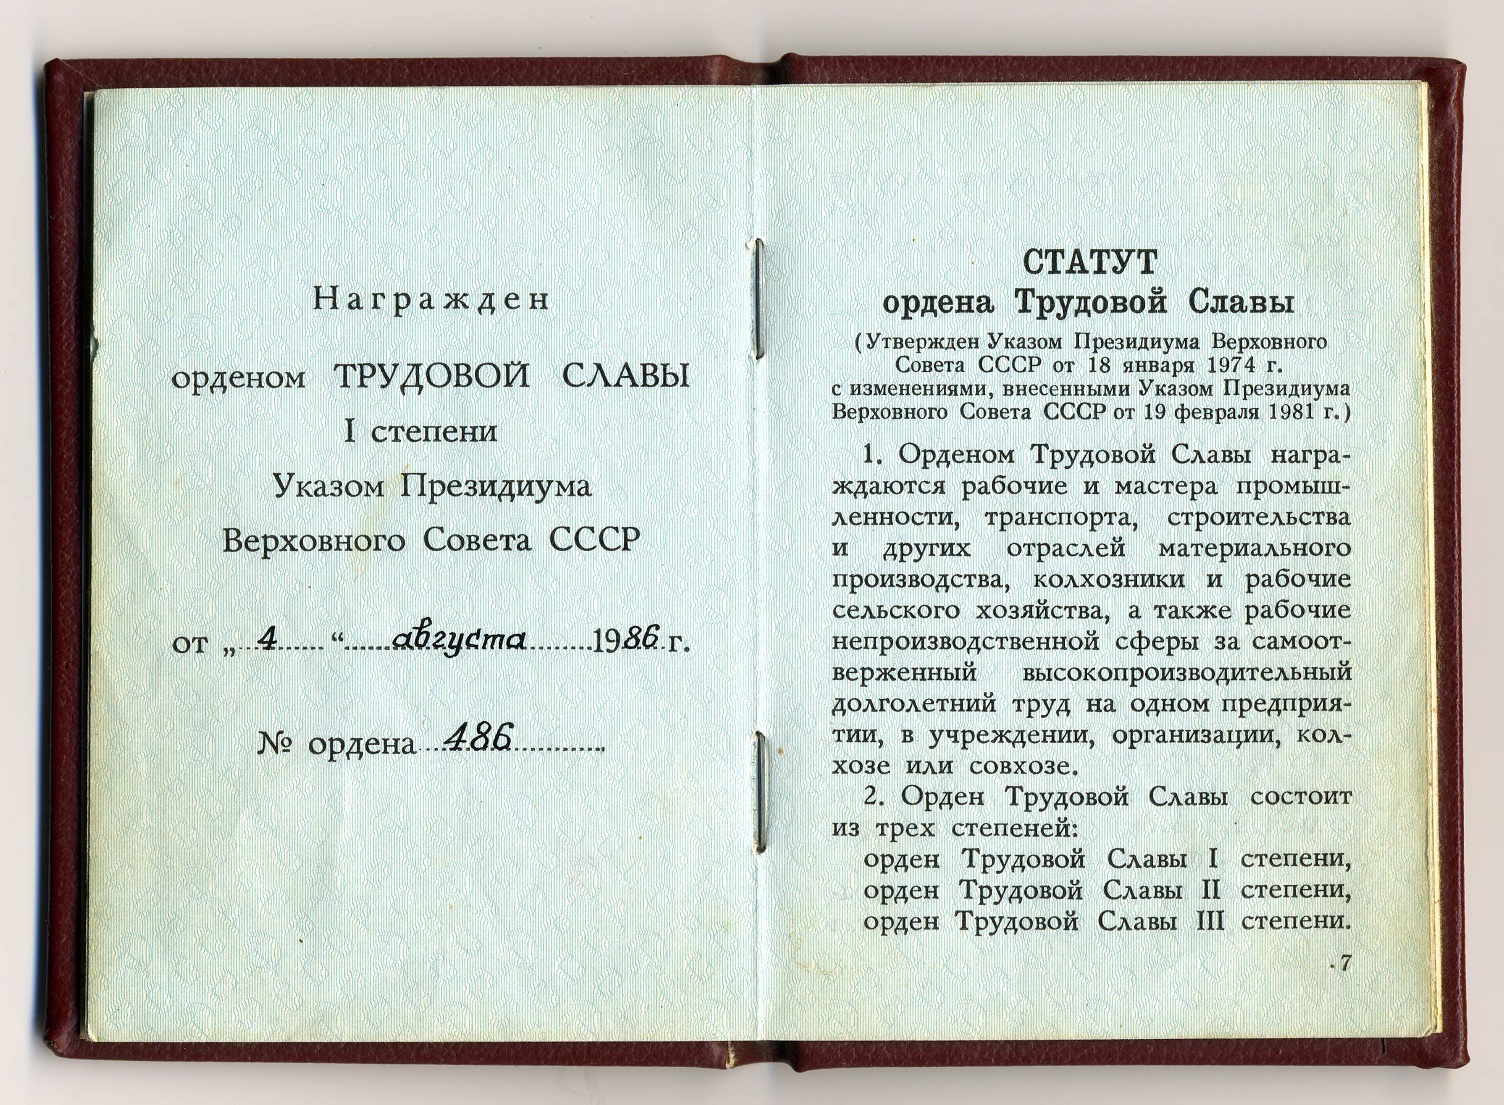 Награжден
орденом ТРУДОВОЙ СЛАВЫ
I степени
Указом Президиума
Верховного Совета СССР
от „...4......“......августа.........1986.г.
№ ордена...486............
СТАТУТ
ордена Трудовой Славы
(Утвержден Указом Президиума Верховного
Совета СССР от 18 января 1974 г.
с изменениями, внесенными Указом Президиума
Верховного Совета СССР от 19 февраля 1981 г.)
1. Орденом Трудовой Славы награ-
ждаются рабочие и мастера промыш-
ленности, транспорта, строительства
и других отраслей материального
производства, колхозники и рабочие
сельского хозяйства, а также рабочие
непроизводственной сферы за самоот-
верженный высокопроизводительный
долголетний труд на одном предприя-
тии, в учреждении, организации, кол-
хозе или совхозе.
2. Орден Трудовой Славы состоит
из трех степеней:
орден Трудовой Славы I степени,
орден Трудовой Славы II степени,
орден Трудовой Славы III степени.
7